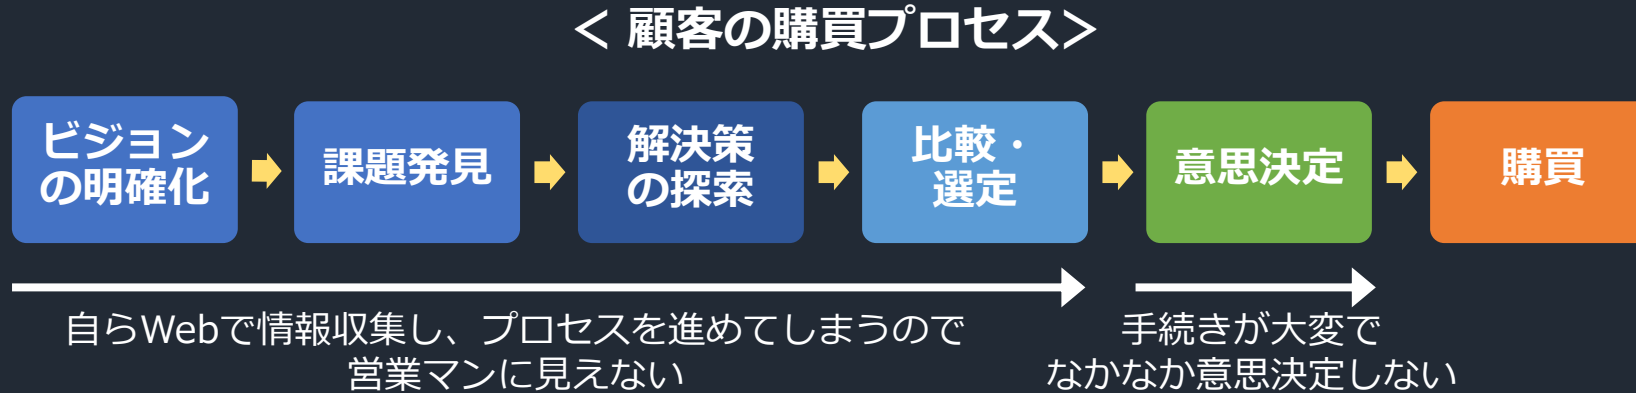 ＜ 顧客の購買プロセス＞
ビジョン
の明確化
課題発見
解決策
の探索
比較・
選定
意思決定
購買
自らWebで情報収集し、プロセスを進めてしまうので
営業マンに見えない
手続きが大変で
なかなか意思決定しない